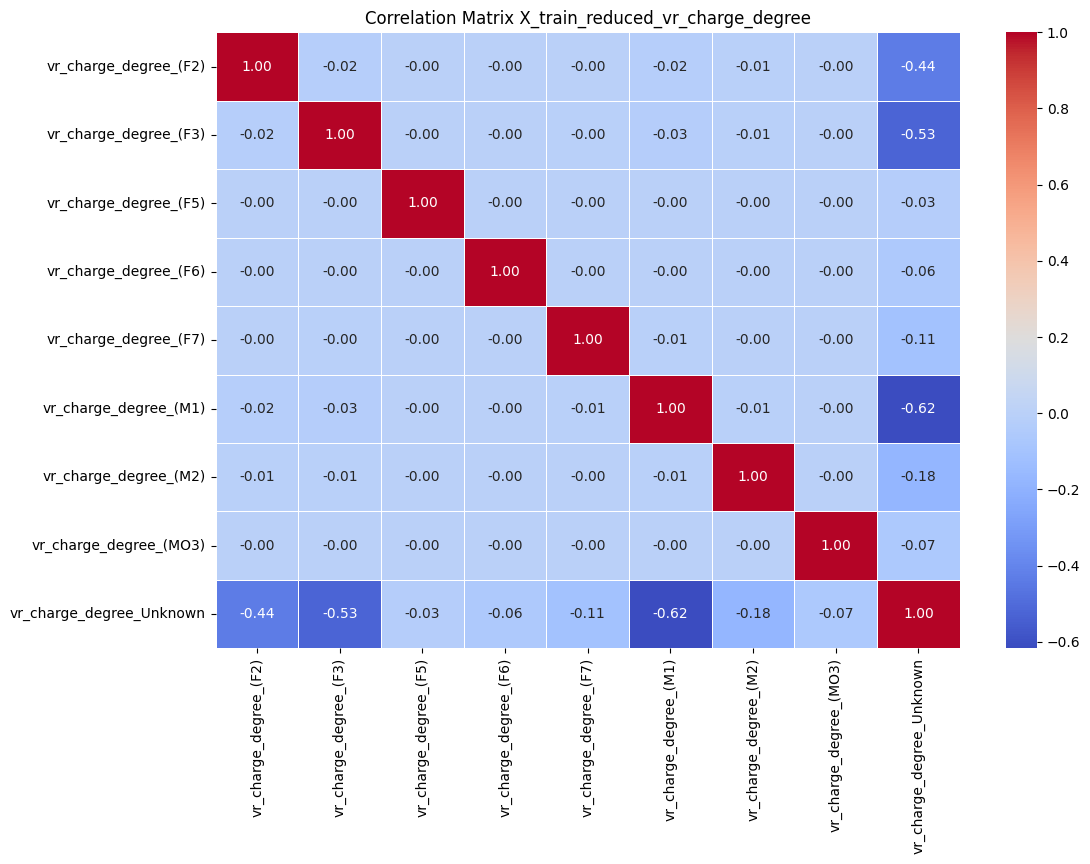 Correlation Matrix X_train_reduced_vr_charge_degree
vr_charge_degree_(F2) 1.00 -0.02 -0.00 -0.00 -0.00 -0.02 -0.01 -0.00 -0.44
vr_charge_degree_(F3) -0.02 1.00 -0.00 -0.00 -0.00 -0.03 -0.01 -0.00 -0.53
vr_charge_degree_(F5) -0.00 -0.00 1.00 -0.00 -0.00 -0.00 -0.00 -0.00 -0.03
vr_charge_degree_(F6) -0.00 -0.00 -0.00 1.00 -0.00 -0.00 -0.00 -0.00 -0.06
vr_charge_degree_(F7) -0.00 -0.00 -0.00 -0.00 1.00 -0.01 -0.00 -0.00 -0.11
vr_charge_degree_(M1) -0.02 -0.03 -0.00 -0.00 -0.01 1.00 -0.01 -0.00 -0.62
vr_charge_degree_(M2) -0.01 -0.01 -0.00 -0.00 -0.00 -0.01 1.00 -0.00 -0.18
vr_charge_degree_(MO3) -0.00 -0.00 -0.00 -0.00 -0.00 -0.00 -0.00 1.00 -0.07
vr_charge_degree_Unknown -0.44 -0.53 -0.03 -0.06 -0.11 -0.62 -0.18 -0.07 1.00
vr_charge_degree_(F2)
vr_charge_degree_(F3)
vr_charge_degree_(F5)
vr_charge_degree_(F6)
vr_charge_degree_(F7)
vr_charge_degree_(M1)
vr_charge_degree_(M2)
vr_charge_degree_(MO3)
vr_charge_degree_Unknown
1.0
0.8
0.6
0.4
0.2
0.0
−0.2
−0.4
−0.6